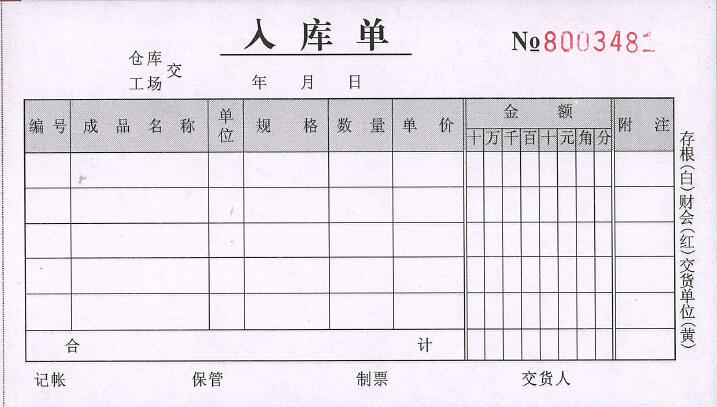 入库单
№8003481
仓库
工场
交
年 月 日
编号 成品名称 单位 规格 数量 单价 金额 附注
十 万 千 百 十 元 角 分
合 计
记帐 保管 制票 交货人
存根(白)财会(红)交货单位(黄)